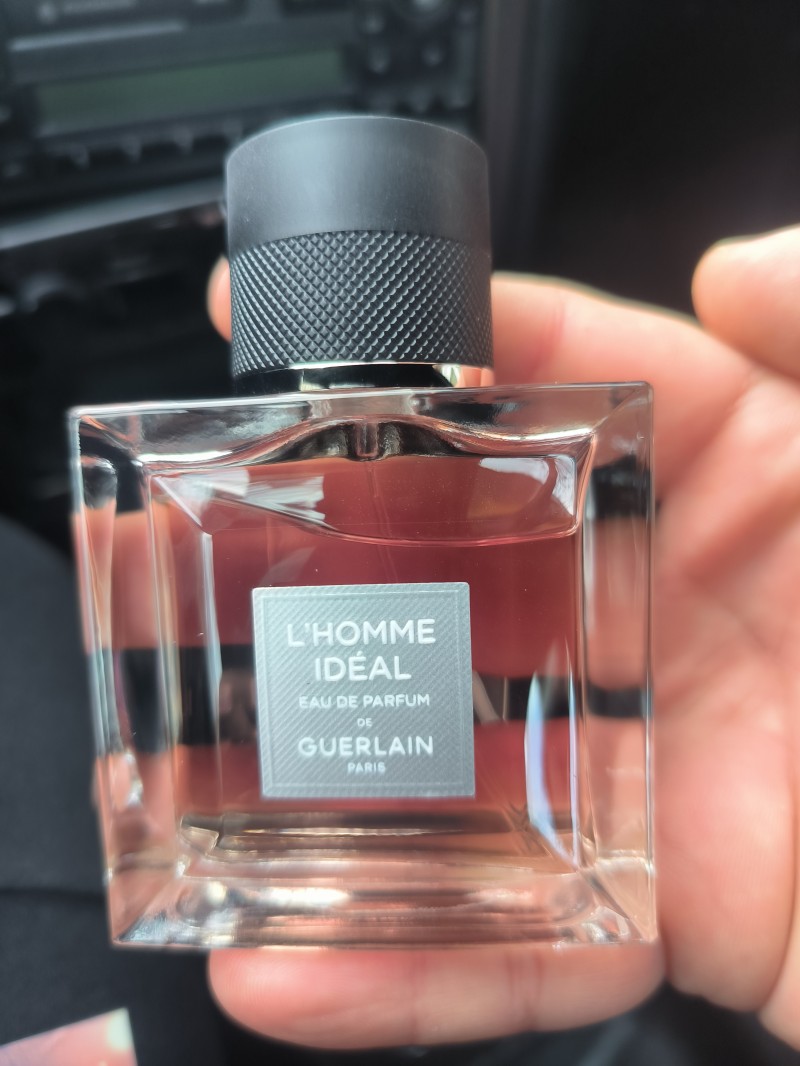 L'HOMME
IDÉAL
EAU DE PARFUM
DE
GUERLAIN
PARIS